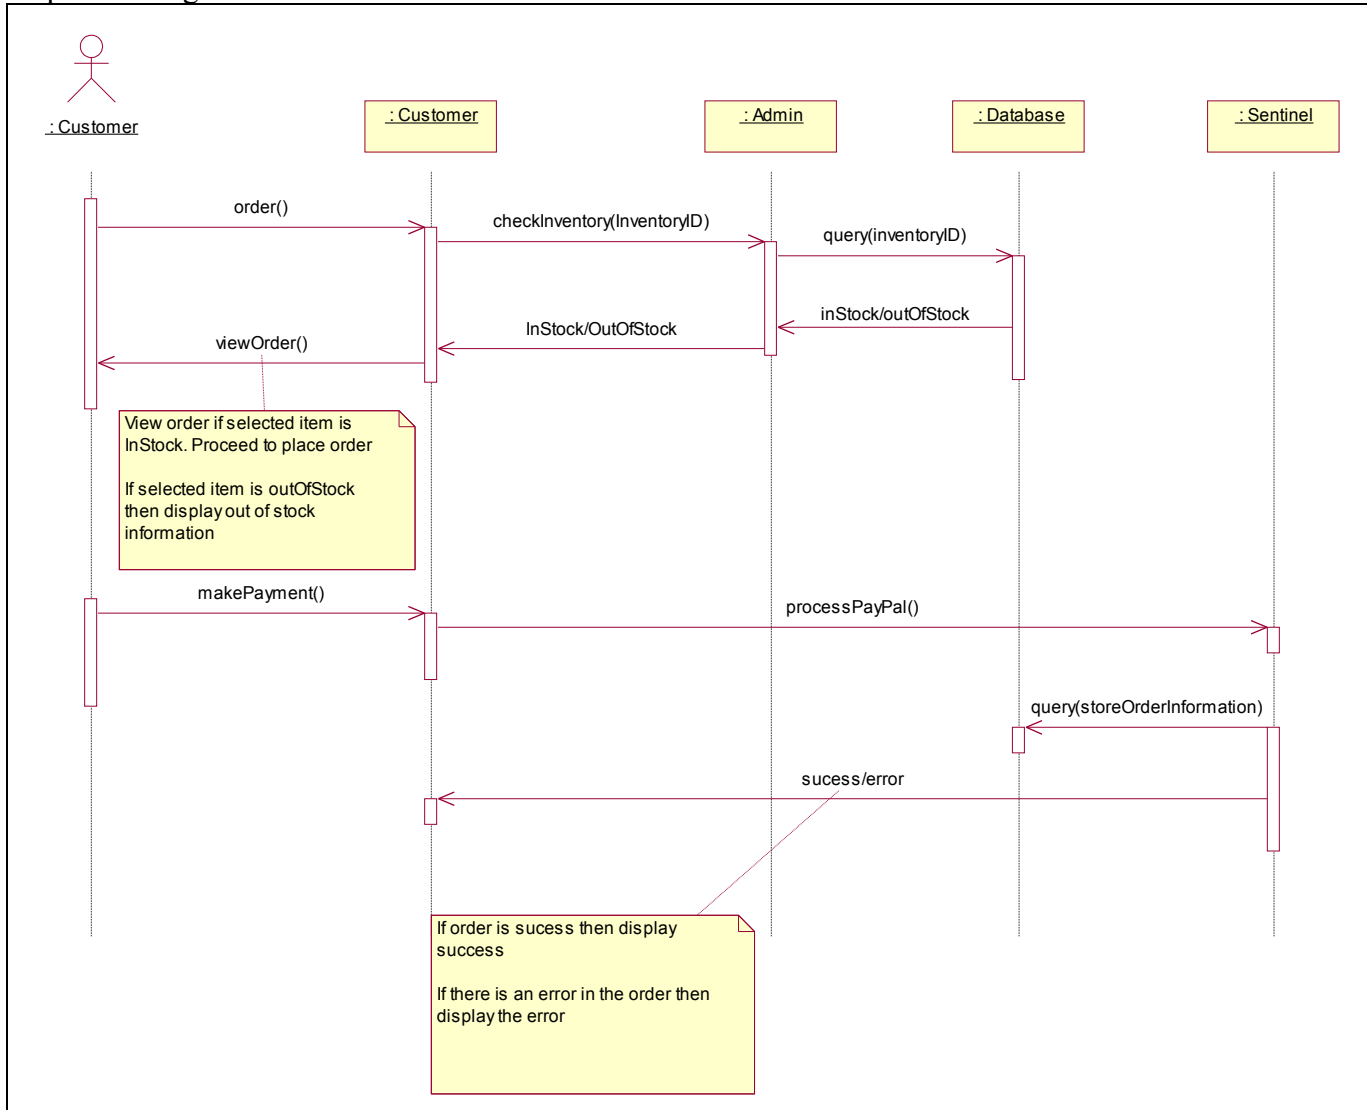 : Customer
: Customer
: Admin
: Database
: Sentinel
order()
checkInventory(InventoryID)
query(inventoryID)
inStock/outOfStock
InStock/OutOfStock
viewOrder()
View order if selected item is
InStock. Proceed to place order
If selected item is outOfStock
then display out of stock
information
makePayment()
processPayPal()
query(storeOrderInformation)
sucess/error
If order is sucess then display
success
If there is an error in the order then
display the error